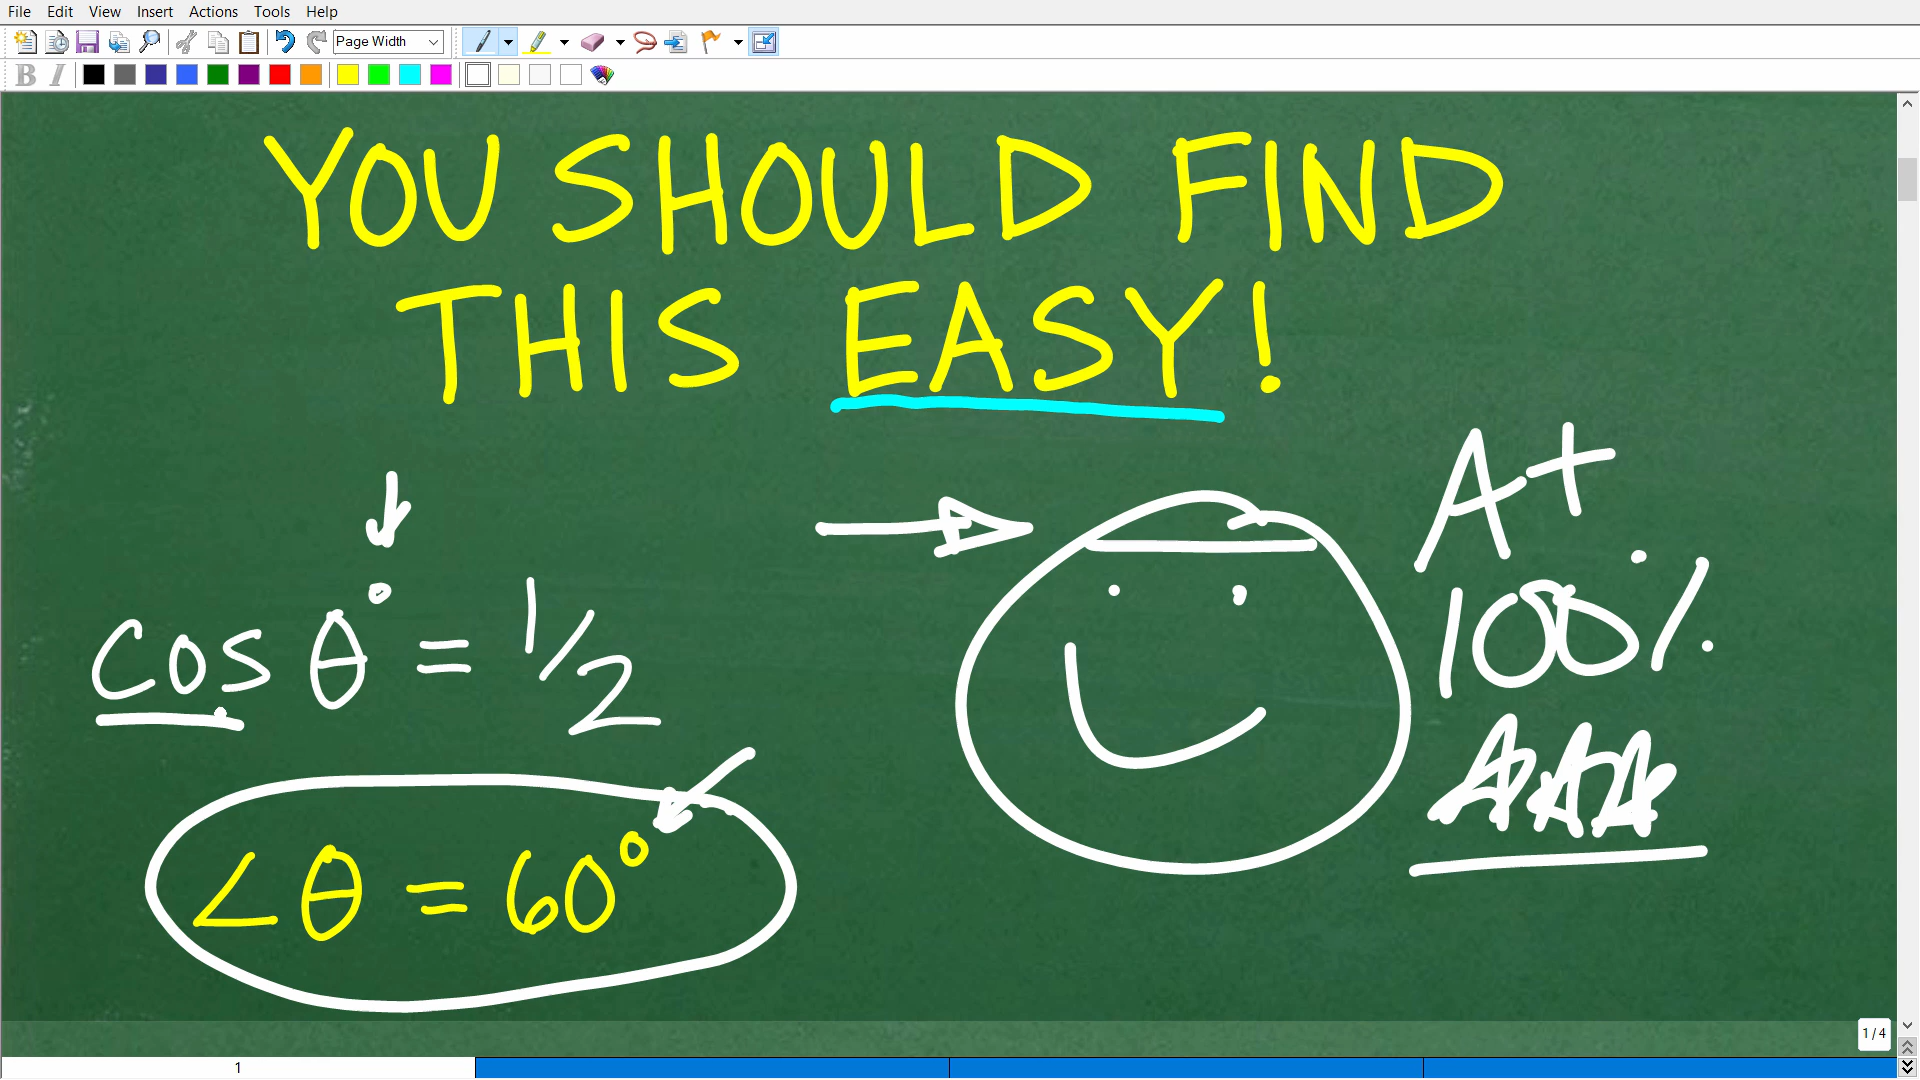 File Edit View Insert Actions Tools Help
Page Width
B I
YOU SHOULD FIND
THIS EASY!
cos θ° = 1/2
∠θ = 60°
A+
100%
1 / 4
1